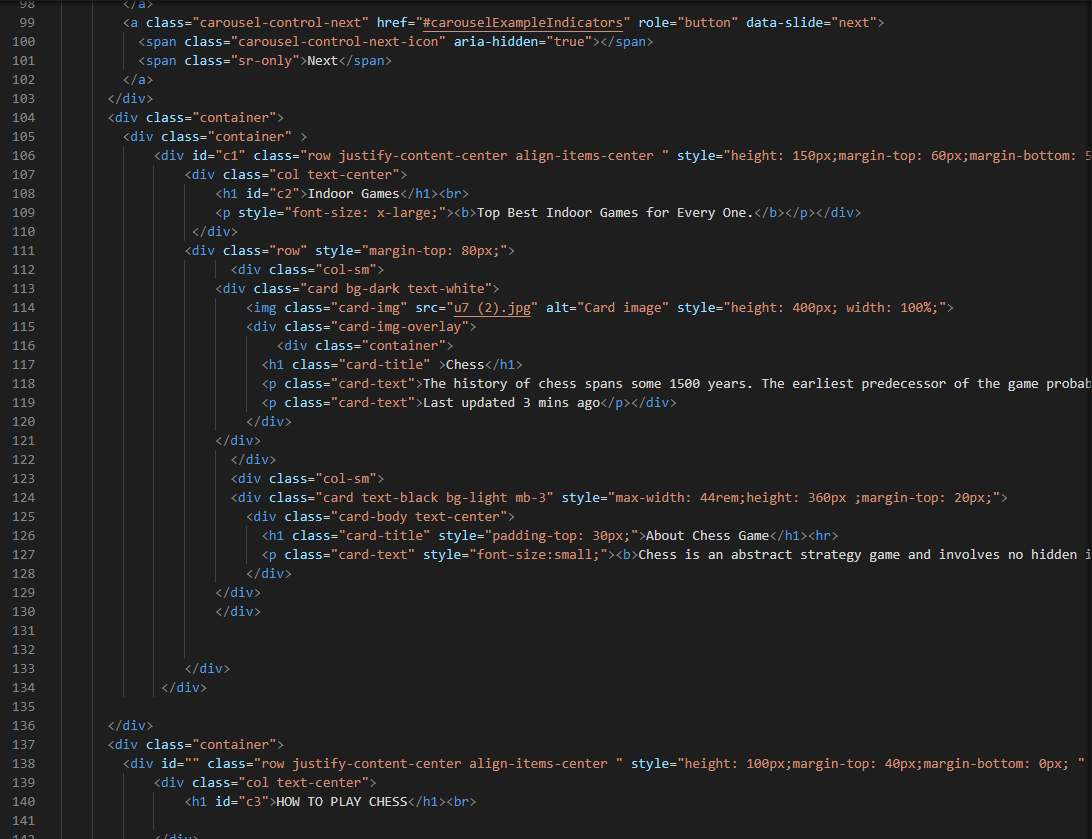 98 </a>
99 <a class="carousel-control-next" href="#carouselExampleIndicators" role="button" data-slide="next">
100 <span class="carousel-control-next-icon" aria-hidden="true"></span>
101 <span class="sr-only">Next</span>
102 </a>
103 </div>
104 <div class="container">
105 <div class="container" >
106 <div id="c1" class="row justify-content-center align-items-center " style="height: 150px;margin-top: 60px;margin-bottom: 5
107 <div class="col text-center">
108 <h1 id="c2">Indoor Games</h1><br>
109 <p style="font-size: x-large;"><b>Top Best Indoor Games for Every One.</b></p></div>
110 </div>
111 <div class="row" style="margin-top: 80px;">
112 <div class="col-sm">
113 <div class="card bg-dark text-white">
114 <img class="card-img" src="u7 (2).jpg" alt="Card image" style="height: 400px; width: 100%;">
115 <div class="card-img-overlay">
116 <div class="container">
117 <h1 class="card-title" >Chess</h1>
118 <p class="card-text">The history of chess spans some 1500 years. The earliest predecessor of the game probab
119 <p class="card-text">Last updated 3 mins ago</p></div>
120 </div>
121 </div>
122 </div>
123 <div class="col-sm">
124 <div class="card text-black bg-light mb-3" style="max-width: 44rem;height: 360px ;margin-top: 20px;">
125 <div class="card-body text-center">
126 <h1 class="card-title" style="padding-top: 30px;">About Chess Game</h1><hr>
127 <p class="card-text" style="font-size:small;"><b>Chess is an abstract strategy game and involves no hidden i
128 </div>
129 </div>
130 </div>
131
132
133 </div>
134 </div>
135
136 </div>
137 <div class="container">
138 <div id="" class="row justify-content-center align-items-center " style="height: 100px;margin-top: 40px;margin-bottom: 0px; "
139 <div class="col text-center">
140 <h1 id="c3">HOW TO PLAY CHESS</h1><br>
141
142 </div>